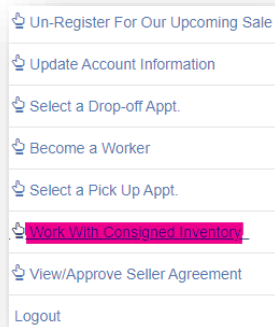 Un-Register For Our Upcoming Sale
Update Account Information
Select a Drop-off Appt.
Become a Worker
Select a Pick Up Appt.
Work With Consigned Inventory
View/Approve Seller Agreement
Logout